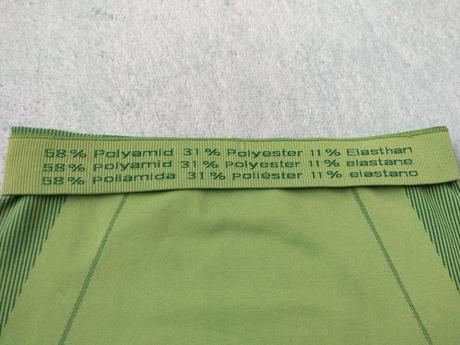 58% Polyamid 31% Polyester 11% Elasthan
58% Polyamid 31% Polyester 11% elastane
58% Poliamida 31% poliéster 11% elastano